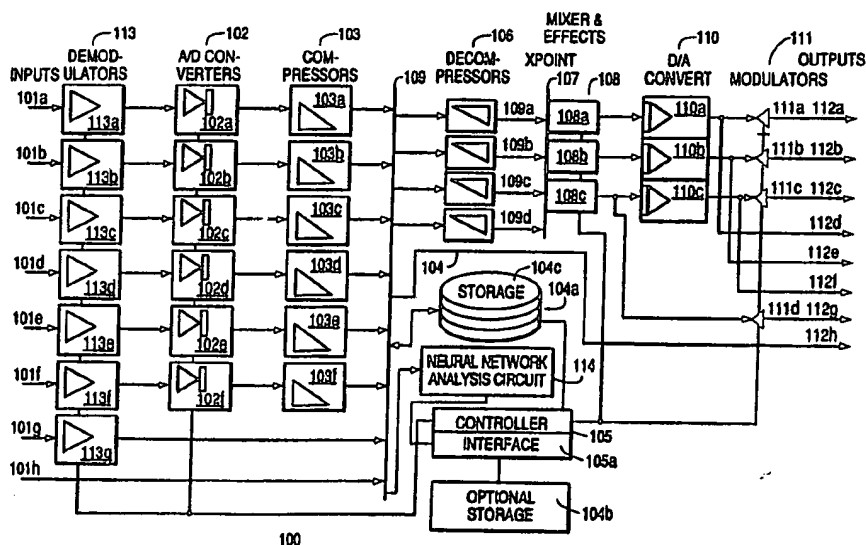 113
DEMOD-
ULATORS
102
A/D CON-
VERTERS
103
COM-
PRESSORS
106
DECOM-
PRESSORS
MIXER &
EFFECTS
XPOINT
107
108
110
D/A
CONVERT
111
MODULATORS
OUTPUTS
INPUTS
109
101a
113a
102a
103a
109a
108a
110a
111a 112a
101b
113b
102b
103b
109b
108b
110b
111b 112b
101c
113c
102c
103c
109c
108c
110c
111c 112c
109d
112d
101d
113d
102d
103d
104
104c
112e
STORAGE
104a
112f
101e
113e
102e
103e
111d 112g
112h
NEURAL NETWORK
ANALYSIS CIRCUIT
114
101f
113f
102f
103f
CONTROLLER
105
INTERFACE
105a
101g
113g
101h
OPTIONAL
STORAGE
104b
100